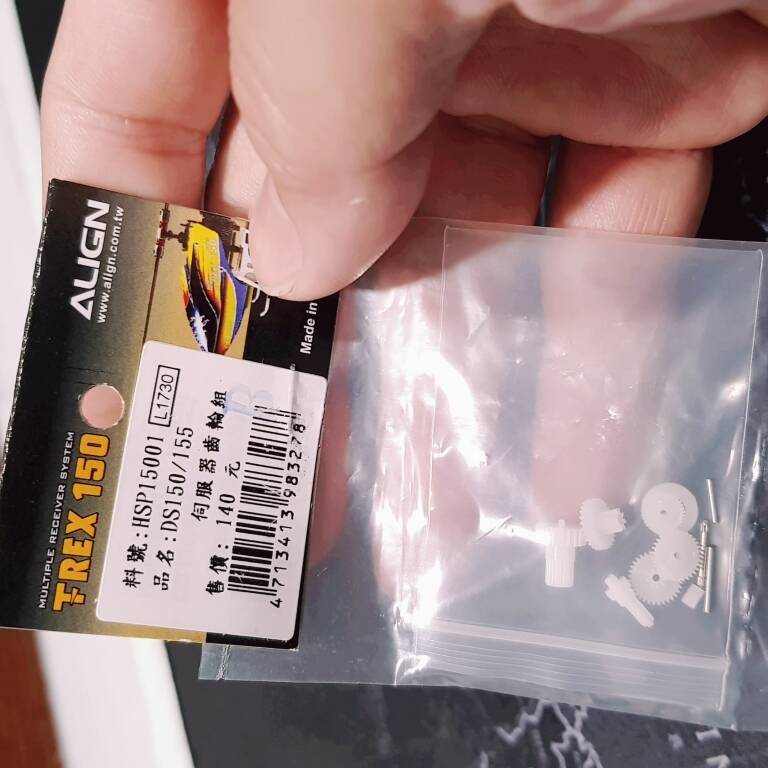 ALIGN
www.align.com.tw
Made in
MULTIPLE RECEIVER SYSTEM
T-REX 150
料號:HSP15001 L1730
品名:DS150/155
伺服器齒輪組
售價: 140 元
4713413983278